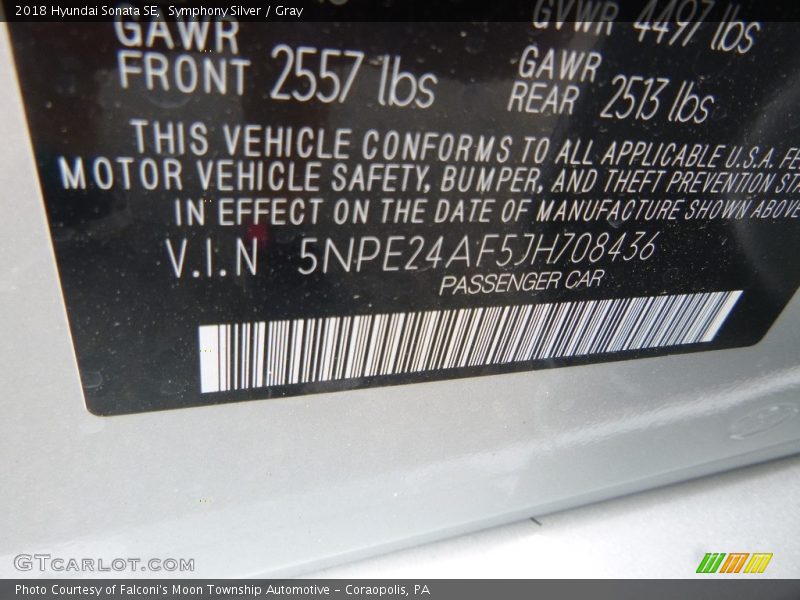 2018 Hyundai Sonata SE, Symphony Silver / Gray
GAWR FRONT 2557 lbs
GVWR 4497 lbs
GAWR REAR 2513 lbs
THIS VEHICLE CONFORMS TO ALL APPLICABLE U.S.A. FE
MOTOR VEHICLE SAFETY, BUMPER, AND THEFT PREVENTION STA
IN EFFECT ON THE DATE OF MANUFACTURE SHOWN ABOVE
V.I.N 5NPE24AF5JH708436
PASSENGER CAR
GTCARLOT.COM
Photo Courtesy of Falconi's Moon Township Automotive – Coraopolis, PA